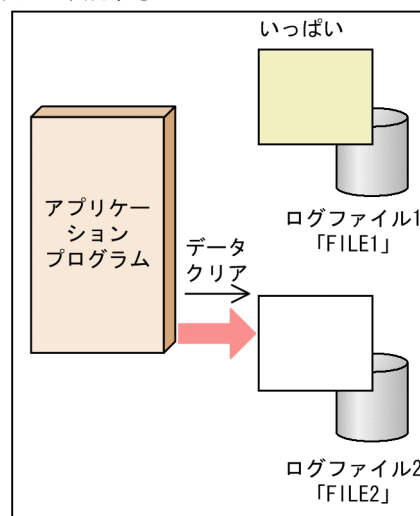 いっぱい
アプリケー
ション
プログラム
ログファイル1
「FILE1」
データ
クリア
ログファイル2
「FILE2」